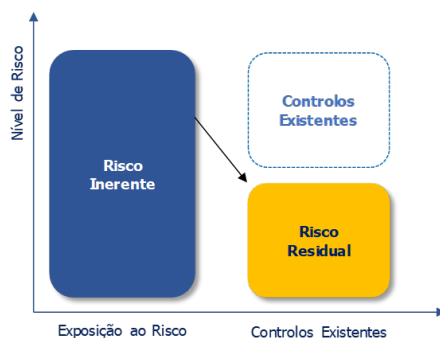 Nível de Risco
Risco
Inerente
Controlos
Existentes
Risco
Residual
Exposição ao Risco
Controlos Existentes